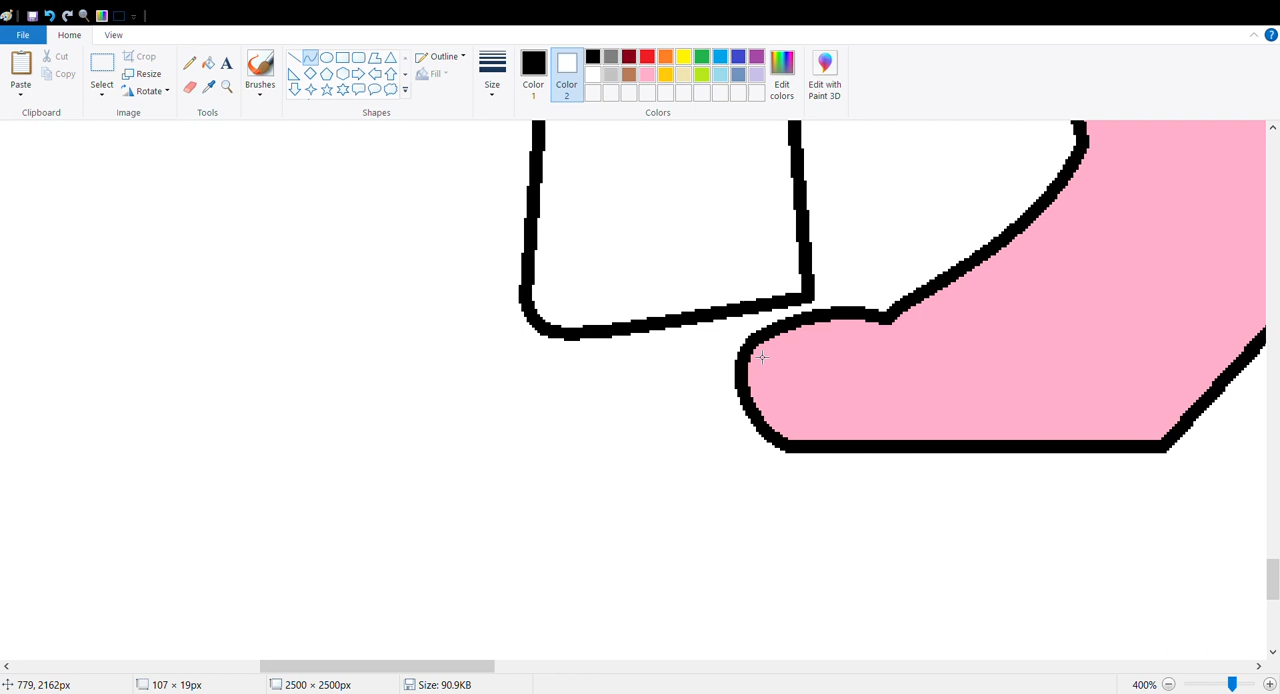 File Home View
Paste
Cut
Copy
Clipboard
Select
Crop
Resize
Rotate
Image
Tools
Brushes
Outline
Fill
Shapes
Size
Color 1
Color 2
Edit colors
Colors
Edit with Paint 3D
779, 2162px 107 × 19px 2500 × 2500px Size: 90.9KB 400%